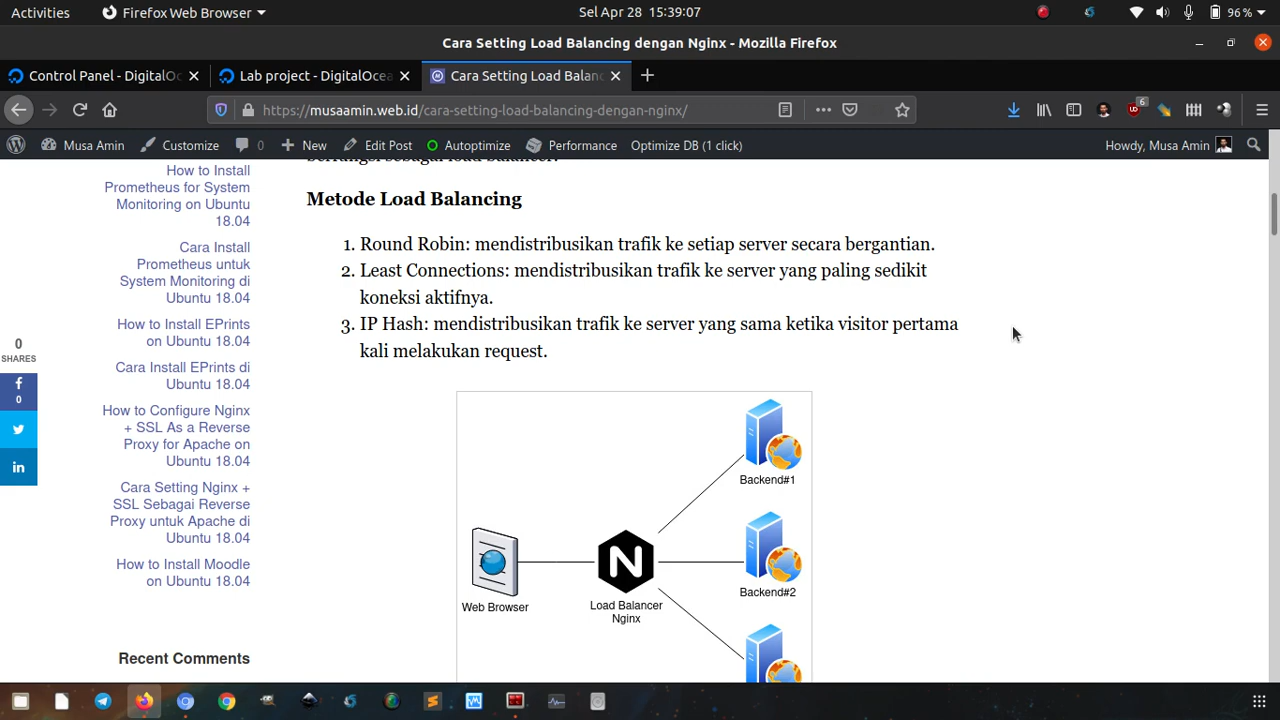 Activities
Firefox Web Browser
Sel Apr 28 15:39:07
96 %
Cara Setting Load Balancing dengan Nginx - Mozilla Firefox
Control Panel - DigitalOc
Lab project - DigitalOcea
Cara Setting Load Balanc
https://musaamin.web.id/cara-setting-load-balancing-dengan-nginx/
6
Musa Amin
Customize
0
New
Edit Post
Autoptimize
Performance
Optimize DB (1 click)
Howdy, Musa Amin
berfungsi sebagai load balancer.
How to Install
Prometheus for System
Monitoring on Ubuntu
18.04
Cara Install
Prometheus untuk
System Monitoring di
Ubuntu 18.04
How to Install EPrints
on Ubuntu 18.04
Cara Install EPrints di
Ubuntu 18.04
How to Configure Nginx
+ SSL As a Reverse
Proxy for Apache on
Ubuntu 18.04
Cara Setting Nginx +
SSL Sebagai Reverse
Proxy untuk Apache di
Ubuntu 18.04
How to Install Moodle
on Ubuntu 18.04
Recent Comments
0
SHARES
0
Metode Load Balancing
1. Round Robin: mendistribusikan trafik ke setiap server secara bergantian.
2. Least Connections: mendistribusikan trafik ke server yang paling sedikit
koneksi aktifnya.
3. IP Hash: mendistribusikan trafik ke server yang sama ketika visitor pertama
kali melakukan request.
Backend#1
Backend#2
Web Browser
Load Balancer
Nginx